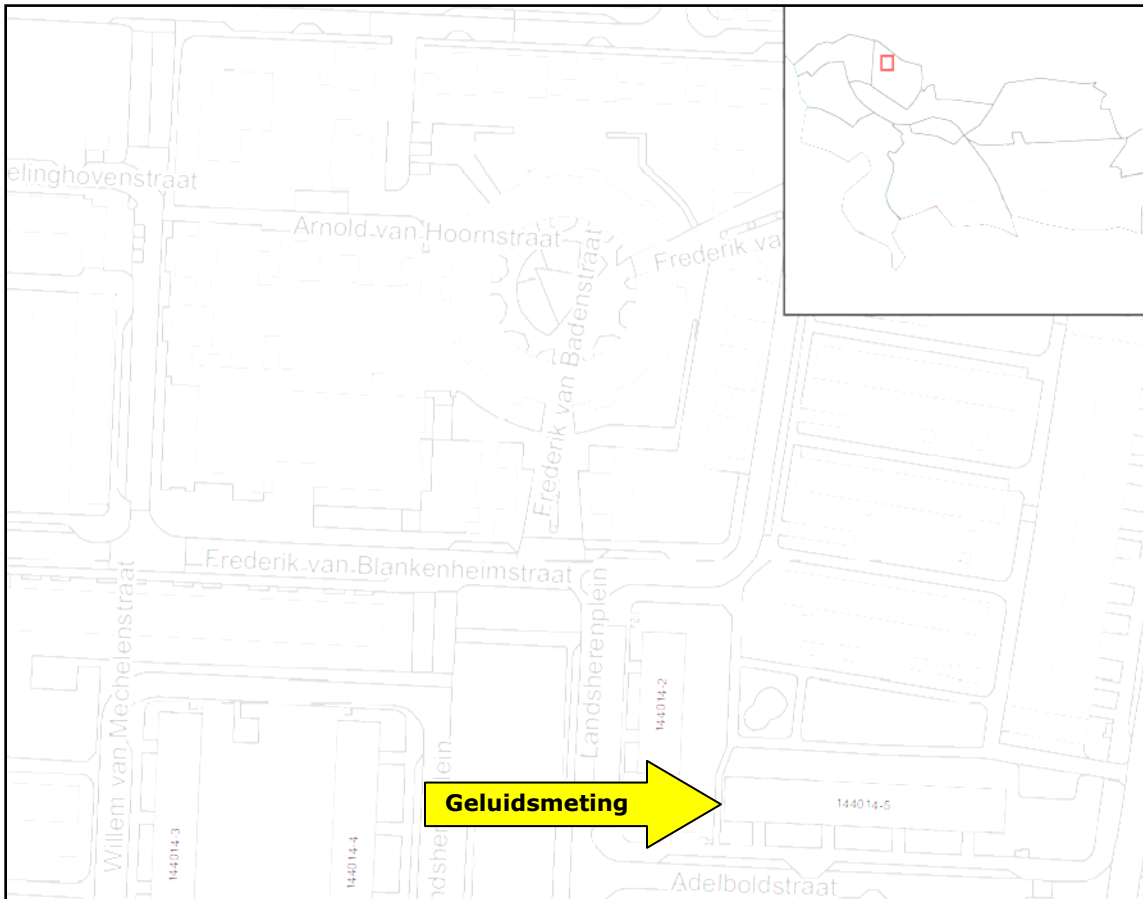 elinghovenstraat
Arnold van Hoornstraat
Frederik va
Frederik van Badenstraat
Frederik van Blankenheimstraat
Willem van Mechelenstraat
Landsherenplein
144014-2
Geluidsmeting
144014-5
144014-3
144014-4
Adelboldstraat